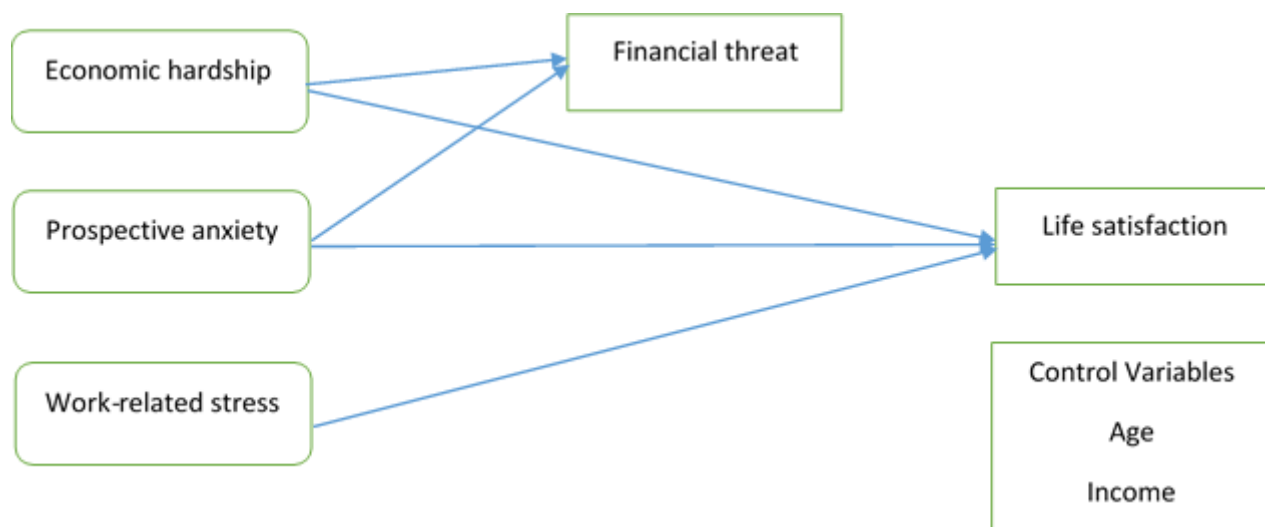 Economic hardship
Financial threat
Prospective anxiety
Life satisfaction
Work-related stress
Control Variables
Age
Income